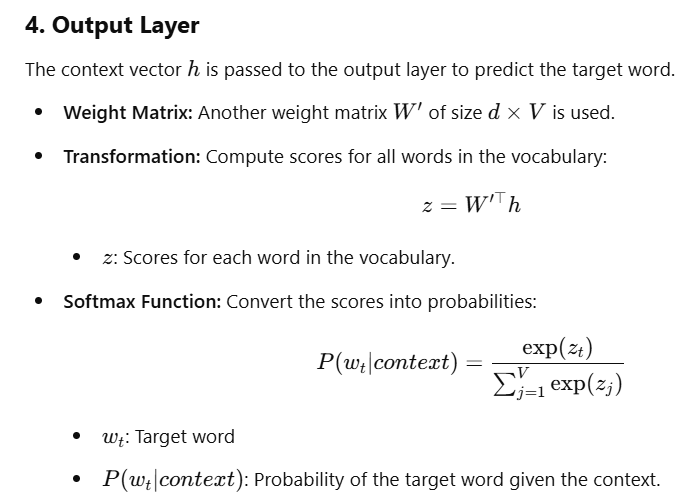 4. Output Layer
The context vector h is passed to the output layer to predict the target word.
• Weight Matrix: Another weight matrix W′ of size d × V is used.
• Transformation: Compute scores for all words in the vocabulary:
z = W′⊤h
• z: Scores for each word in the vocabulary.
• Softmax Function: Convert the scores into probabilities:
P(wₜ|context) = exp(zₜ) / ∑ⱼ₌₁ⱽ exp(zⱼ)
• wₜ: Target word
• P(wₜ|context): Probability of the target word given the context.